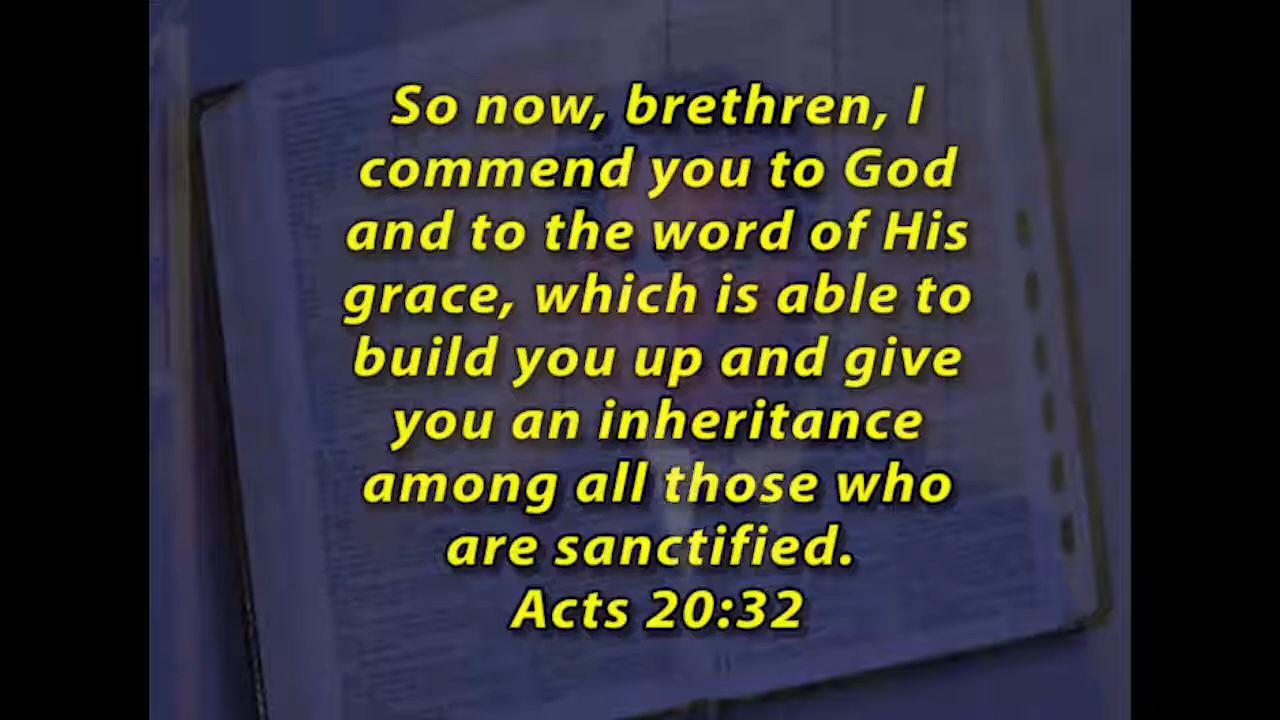 So now, brethren, I
commend you to God
and to the word of His
grace, which is able to
build you up and give
you an inheritance
among all those who
are sanctified.
Acts 20:32